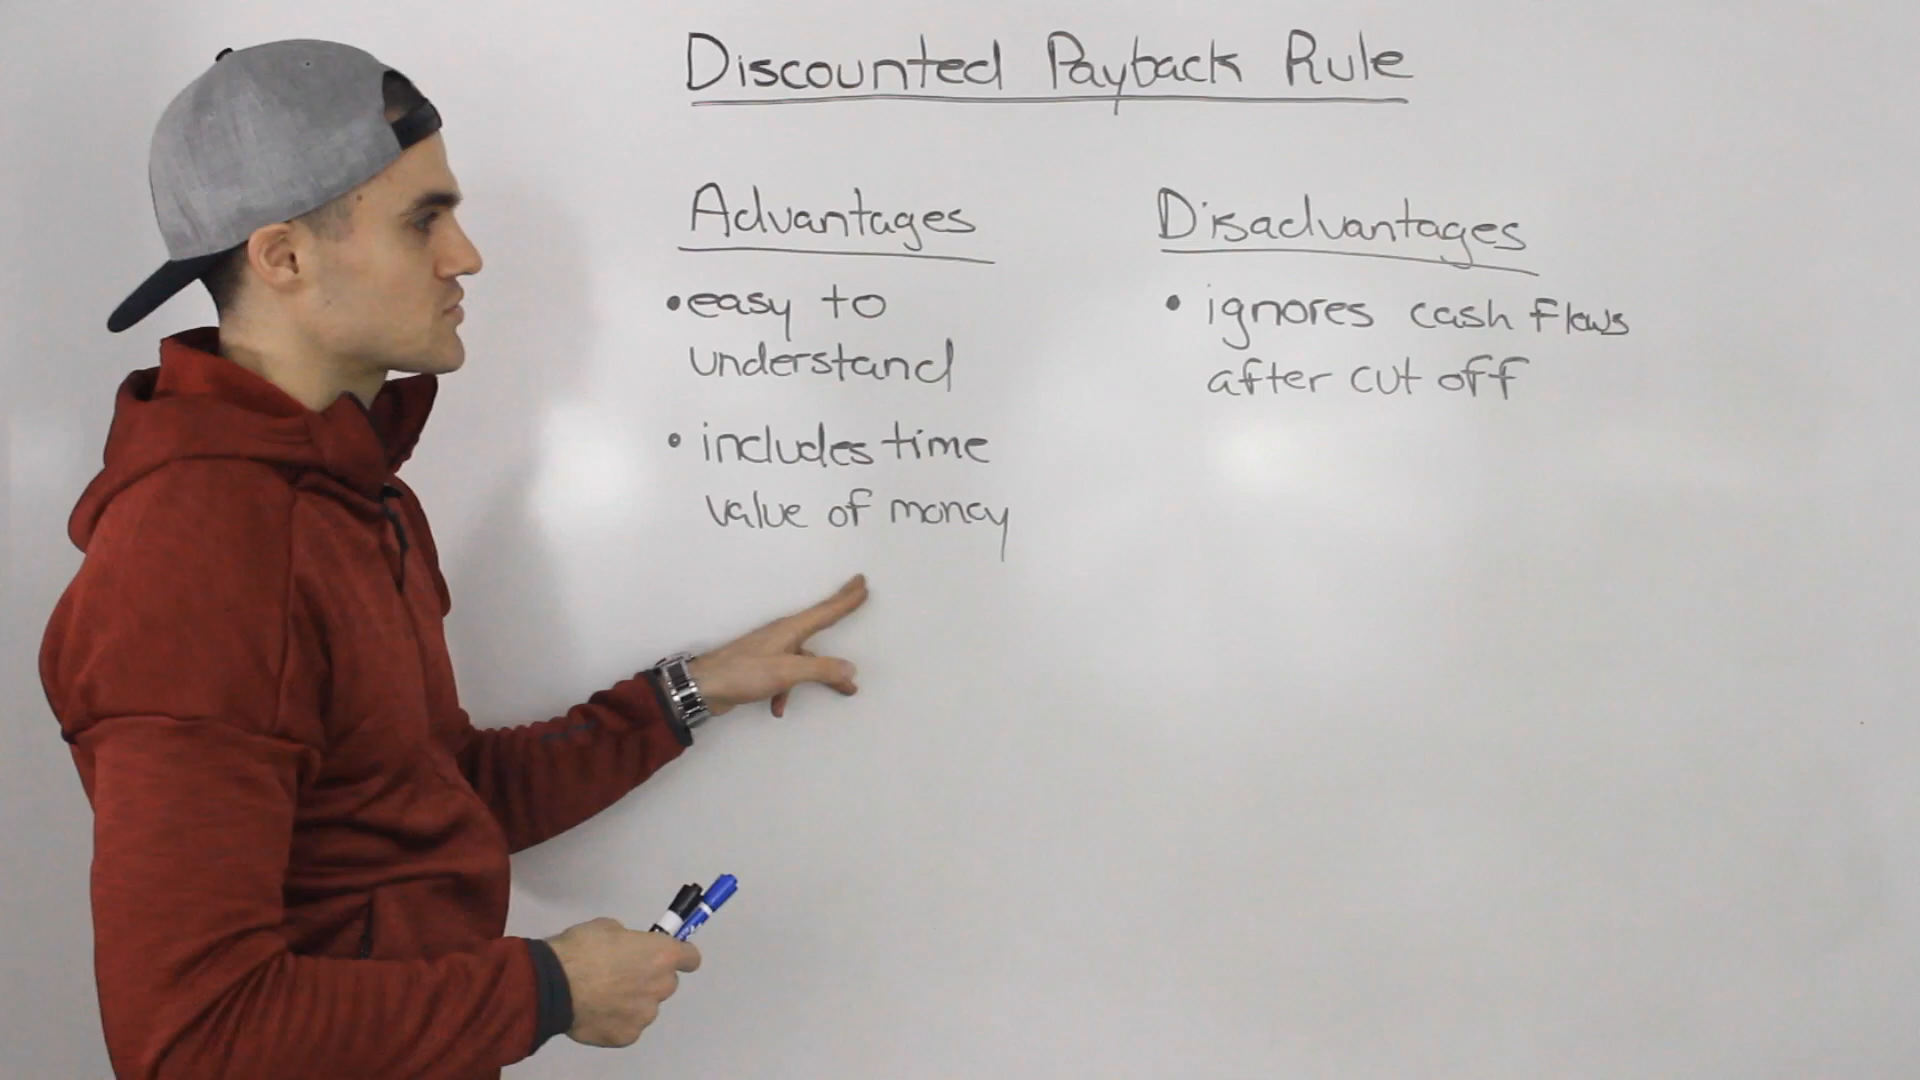 Discounted Payback Rule
Advantages
• easy to
understand
• includes time
value of money
Disadvantages
• ignores cash flows
after cut off